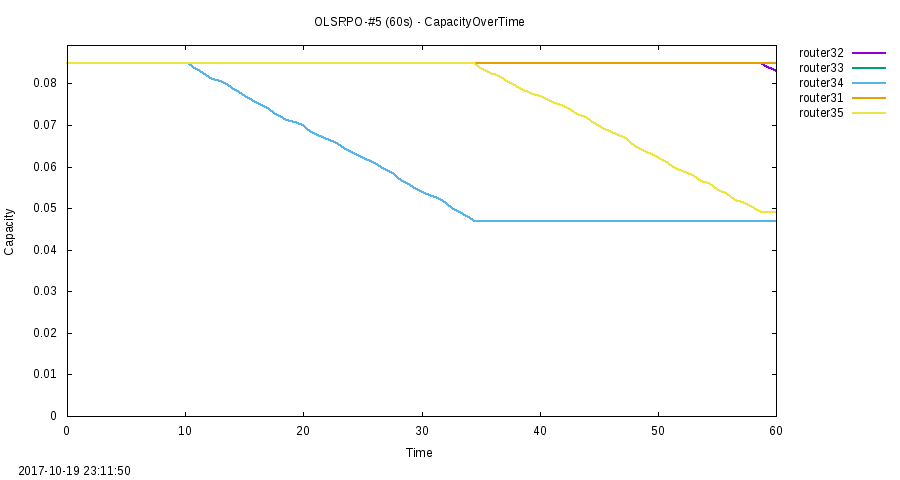 OLSRPO-#5 (60s) - CapacityOverTime
router32
router33
router34
router31
router35
0.08
0.07
0.06
0.05
0.04
0.03
0.02
0.01
0
Capacity
0 10 20 30 40 50 60
Time
2017-10-19 23:11:50